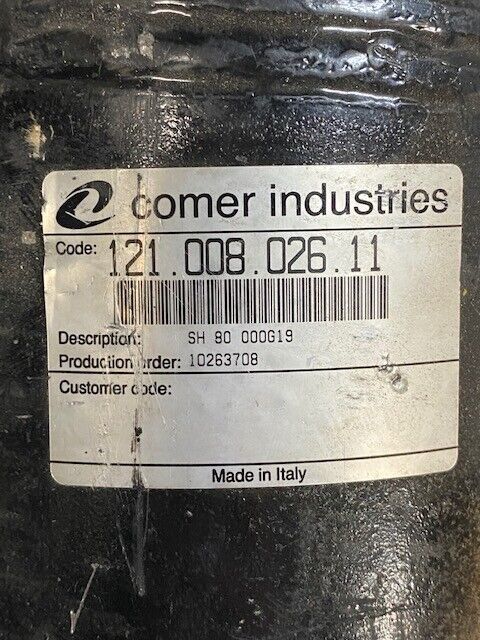 comer industries
Code: 121.008.026.11
Description: SH 80 000G19
Production order: 10263708
Customer code:
Made in Italy